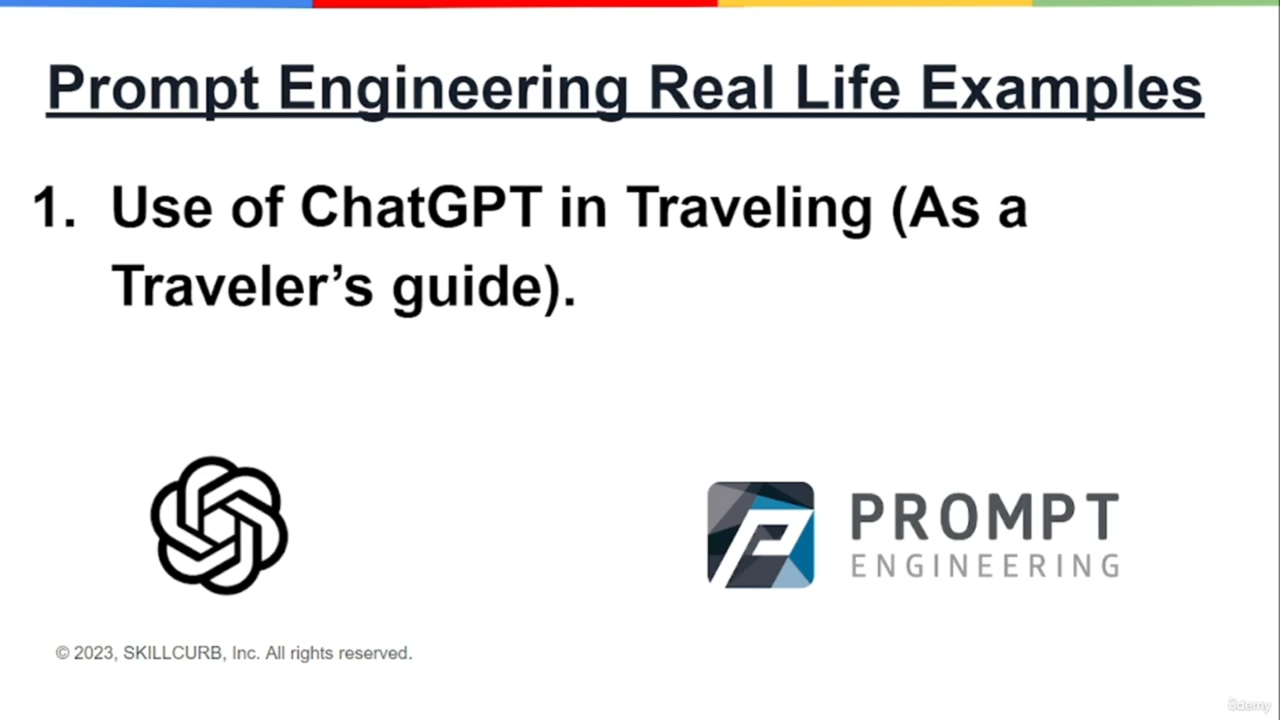 Prompt Engineering Real Life Examples
1. Use of ChatGPT in Traveling (As a
Traveler’s guide).
PROMPT
ENGINEERING
© 2023, SKILLCURB, Inc. All rights reserved.
ûdemy